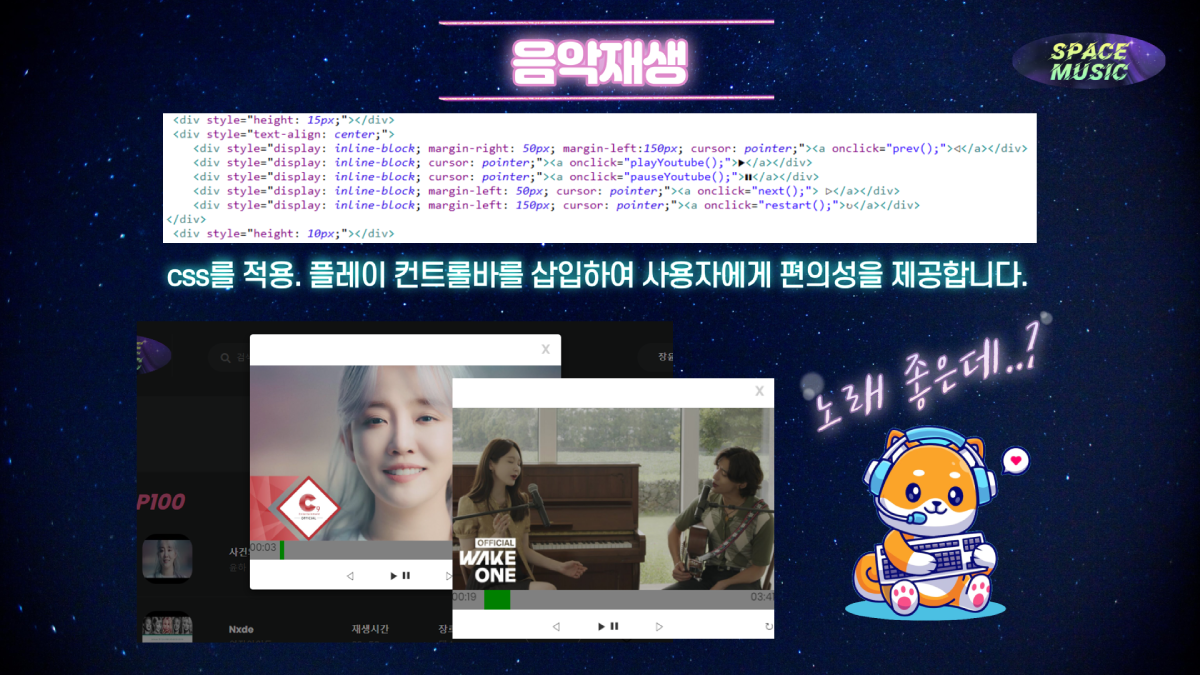 음악재생
SPACE
MUSIC
<div style="height: 15px;"></div>
<div style="text-align: center;">
<div style="display: inline-block; margin-right: 50px; margin-left:150px; cursor: pointer;"><a onclick="prev();">◁</a></div>
<div style="display: inline-block; cursor: pointer;"><a onclick="playYoutube();">▶</a></div>
<div style="display: inline-block; cursor: pointer;"><a onclick="pauseYoutube();">⏸</a></div>
<div style="display: inline-block; margin-left: 50px; cursor: pointer;"><a onclick="next();"> ▷</a></div>
<div style="display: inline-block; margin-left: 150px; cursor: pointer;"><a onclick="restart();">↻</a></div>
</div>
<div style="height: 10px;"></div>
css를 적용. 플레이 컨트롤바를 삽입하여 사용자에게 편의성을 제공합니다.
노래 좋은데..?
X
X
P100
C9
OFFICIAL
00:03
OFFICIAL
WAKE
ONE
00:19
03:41
Nxde
재생시간